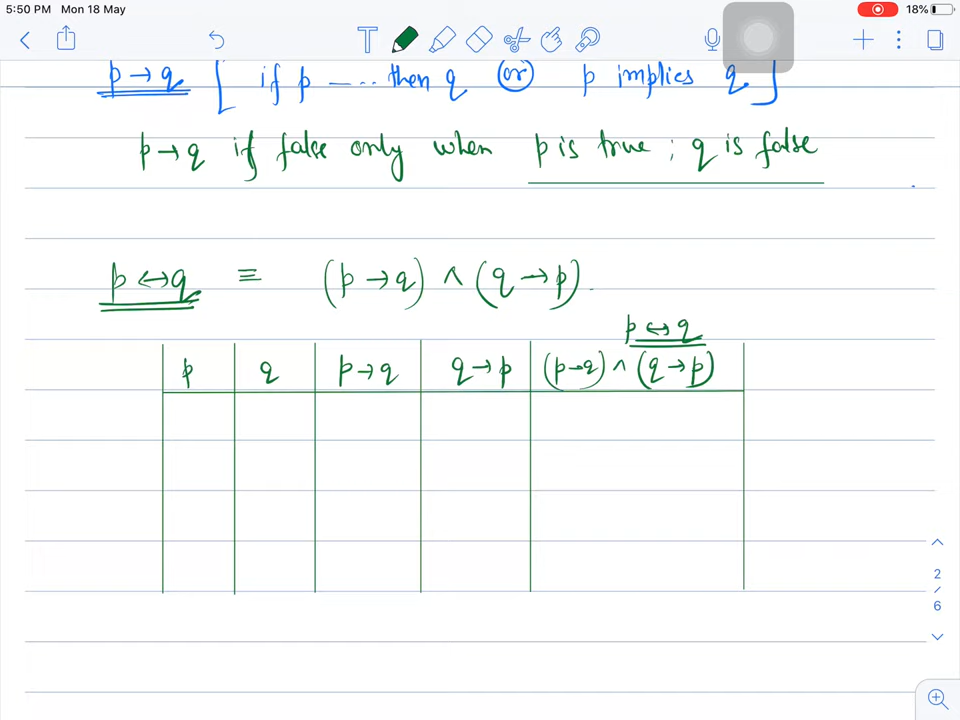 5:50 PM Mon 18 May
18%
p → q [ if p .... then q (or) p implies q. ]
p → q if false only when p is true ; q is false
p ↔ q ≡ (p → q) ∧ (q → p).
p ↔ q
p q p → q q → p (p → q) ∧ (q → p)
2
/
6